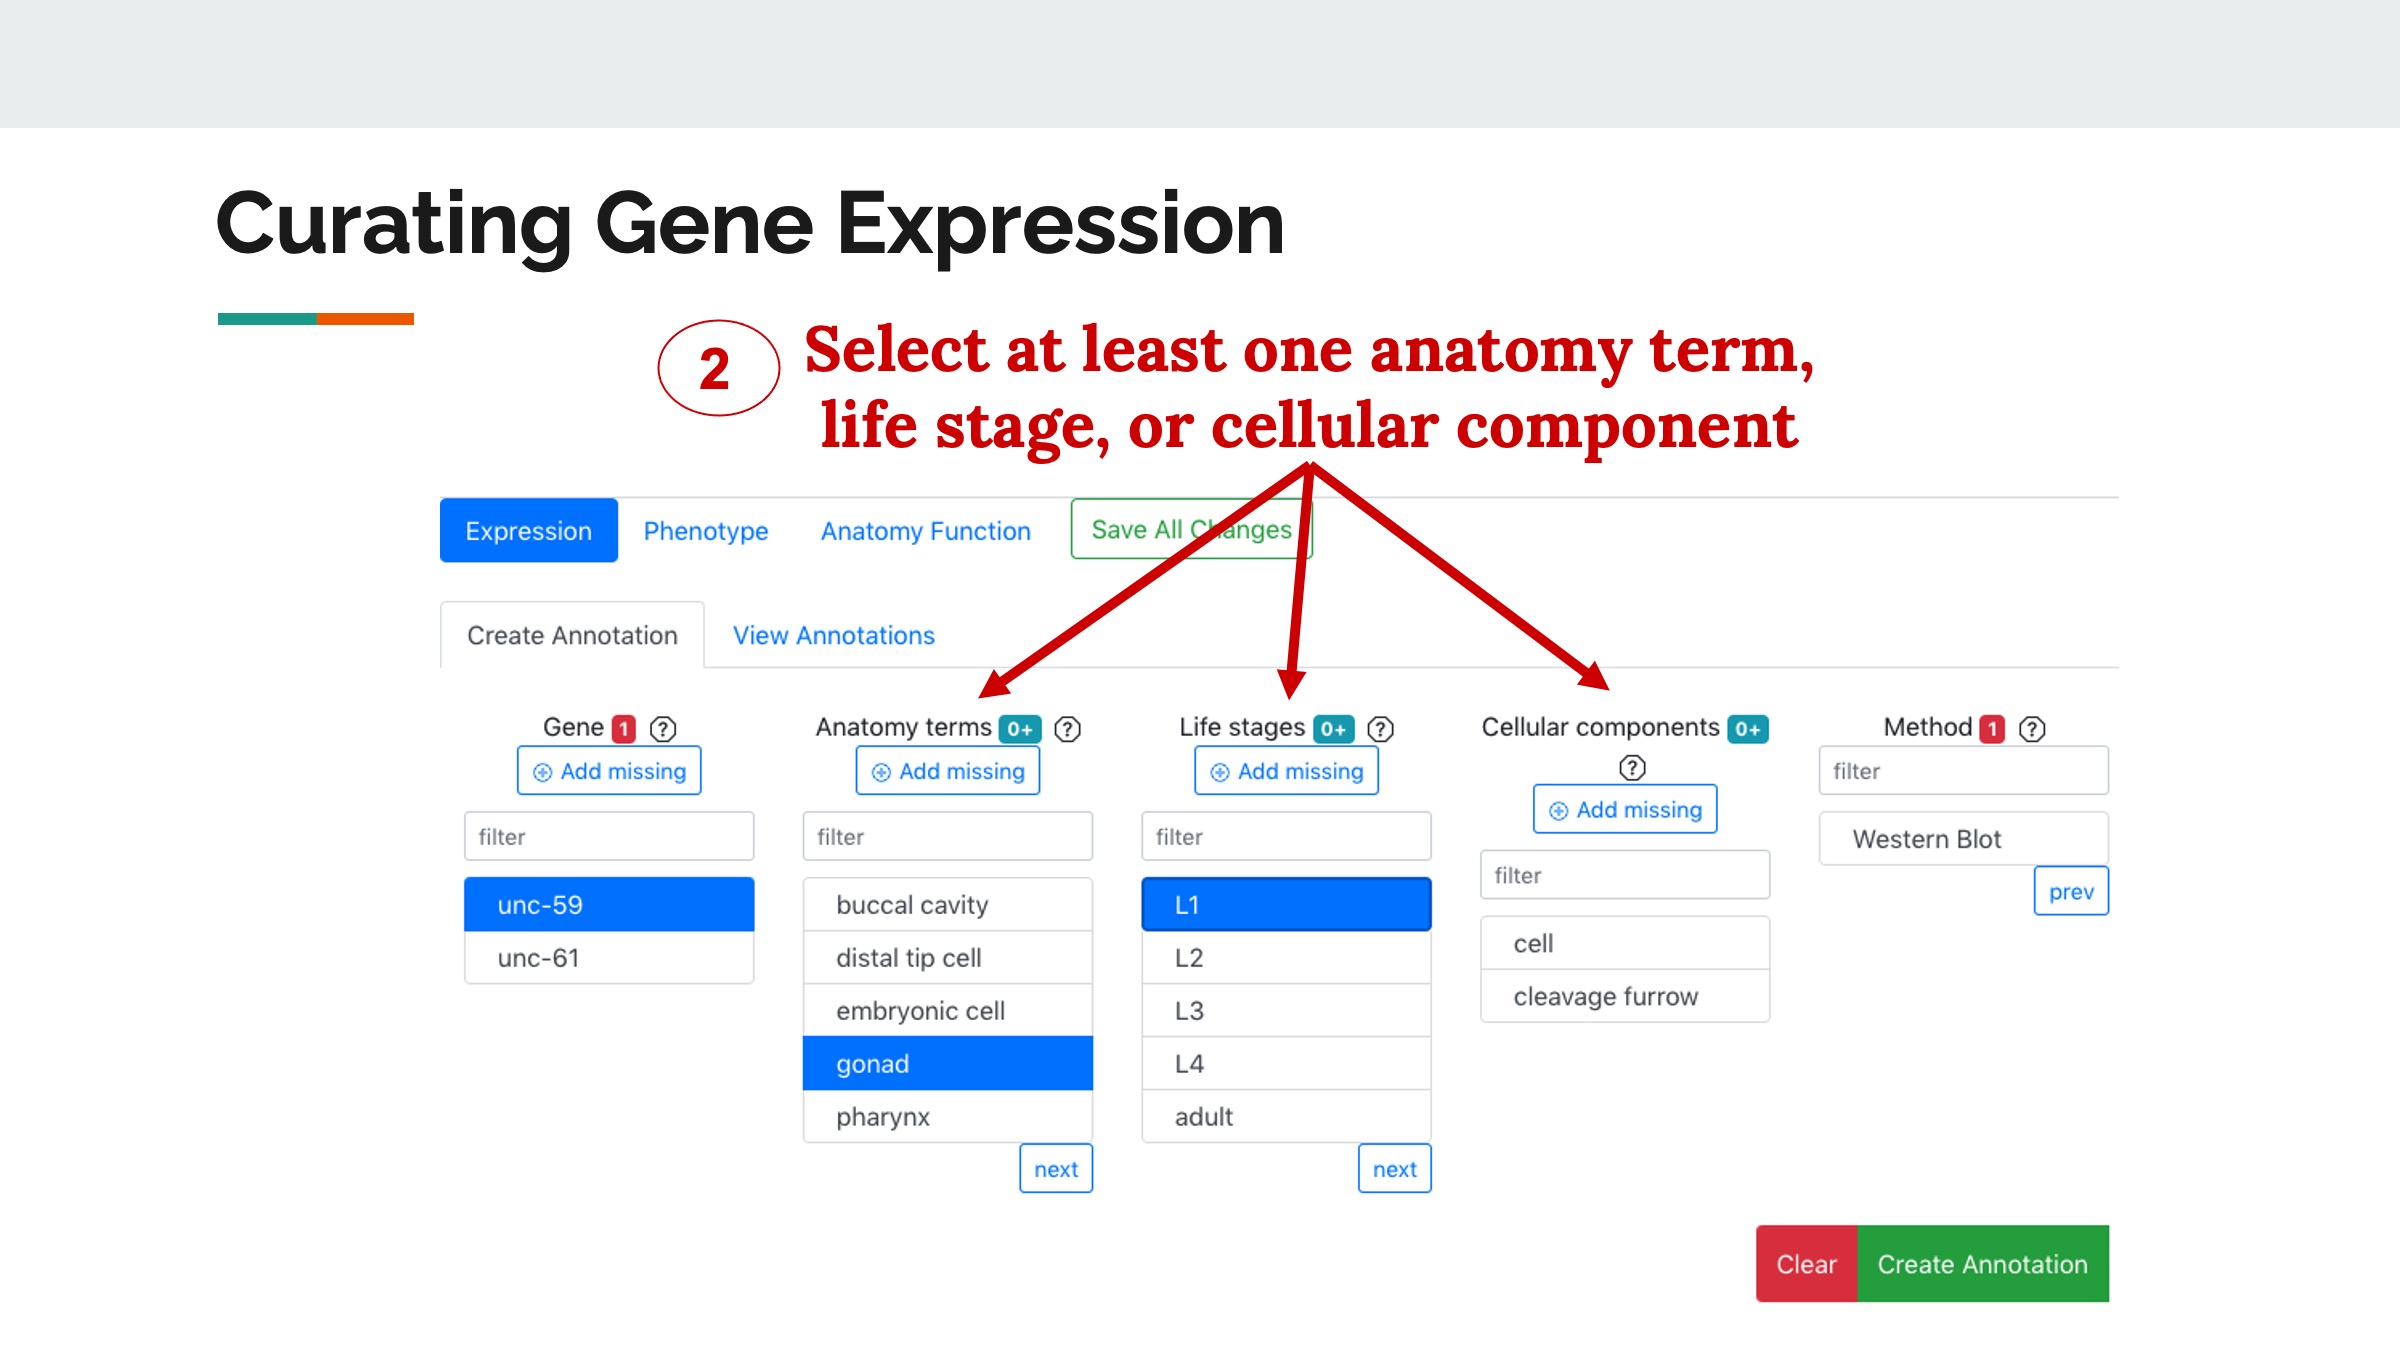 Curating Gene Expression
2
Select at least one anatomy term,
life stage, or cellular component
Expression Phenotype Anatomy Function Save All Changes
Create Annotation View Annotations
Gene 1 ?
Add missing
filter
unc-59
unc-61
Anatomy terms 0+ ?
Add missing
filter
buccal cavity
distal tip cell
embryonic cell
gonad
pharynx
next
Life stages 0+ ?
Add missing
filter
L1
L2
L3
L4
adult
next
Cellular components 0+
?
Add missing
filter
cell
cleavage furrow
Method 1 ?
filter
Western Blot
prev
Clear Create Annotation